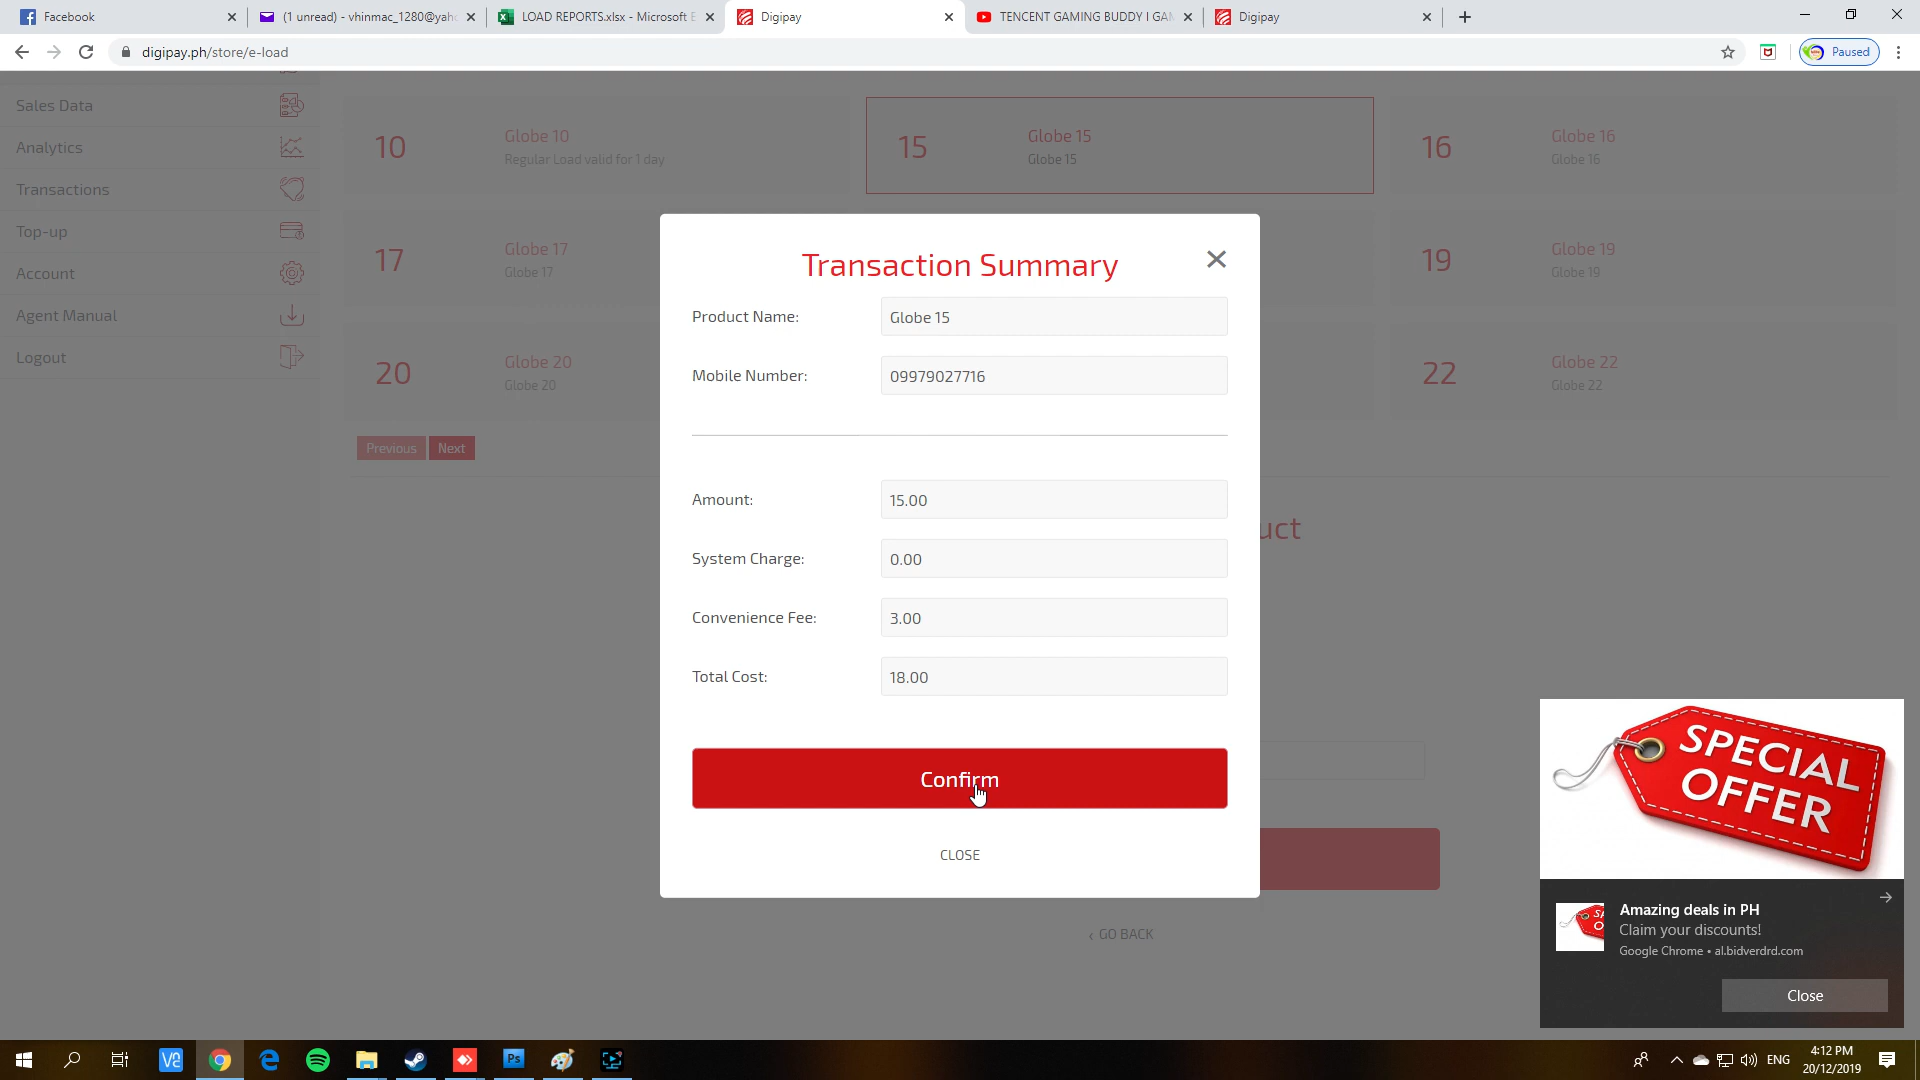 Facebook
(1 unread) - vhinmac_1280@yaho
LOAD REPORTS.xlsx - Microsoft E
Digipay
TENCENT GAMING BUDDY I GAM
Digipay
digipay.ph/store/e-load
Paused
Sales Data
Analytics
Transactions
Top-up
Account
Agent Manual
Logout
10
Globe 10
Regular Load valid for 1 day
15
Globe 15
Globe 15
16
Globe 16
Globe 16
17
Globe 17
Globe 17
19
Globe 19
Globe 19
20
Globe 20
Globe 20
22
Globe 22
Globe 22
Previous
Next
uct
GO BACK
Transaction Summary
Product Name:
Globe 15
Mobile Number:
09979027716
Amount:
15.00
System Charge:
0.00
Convenience Fee:
3.00
Total Cost:
18.00
Confirm
CLOSE
SPECIAL
OFFER
Amazing deals in PH
Claim your discounts!
Google Chrome • al.bidverdrd.com
Close
Ps
ENG
4:12 PM
20/12/2019